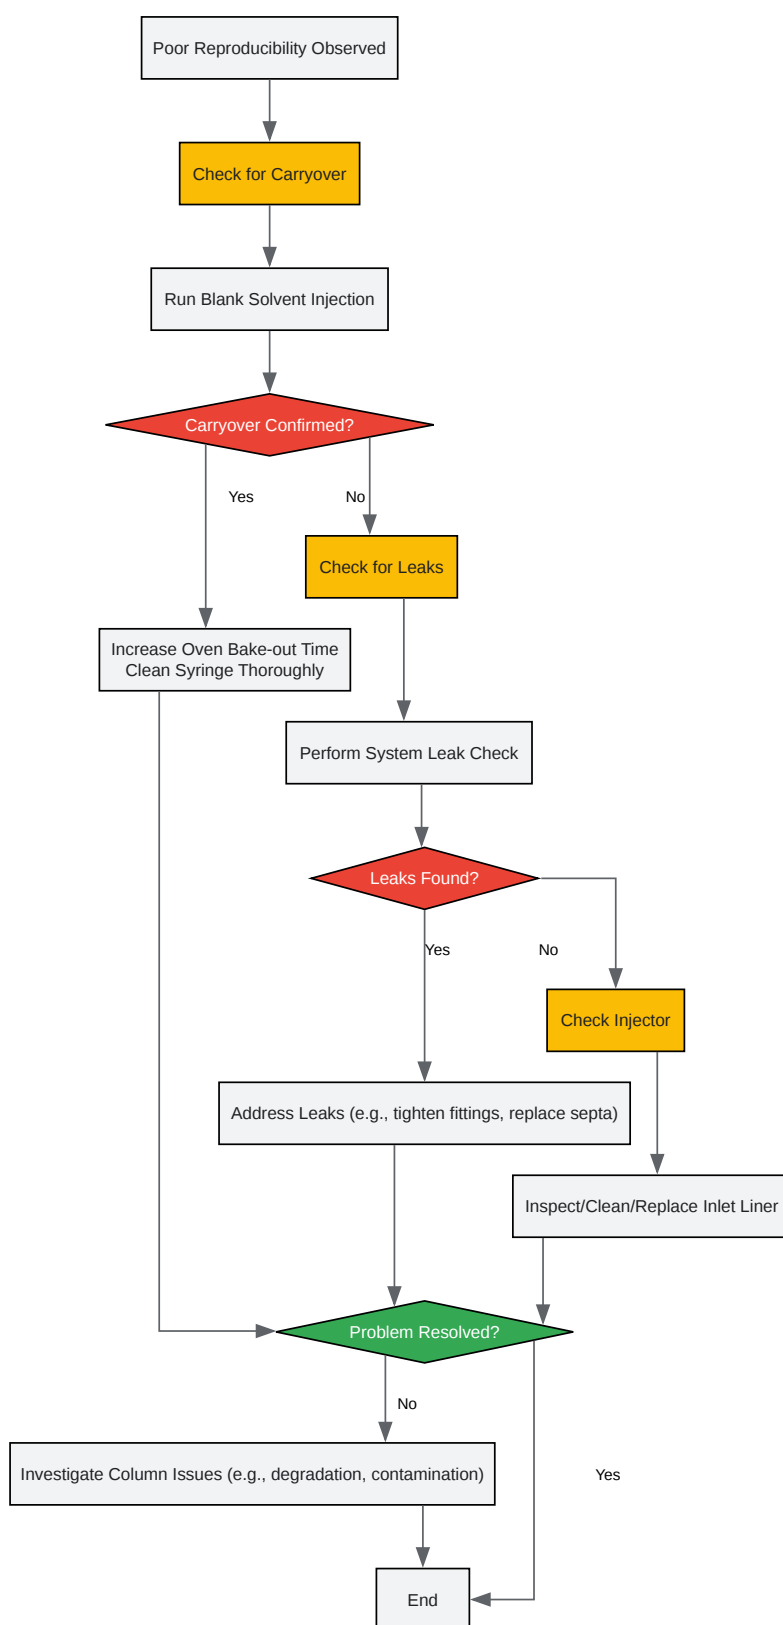 Poor Reproducibility Observed
Check for Carryover
Run Blank Solvent Injection
Carryover Confirmed?
Yes
No
Check for Leaks
Increase Oven Bake-out Time
Clean Syringe Thoroughly
Perform System Leak Check
Leaks Found?
Yes
No
Check Injector
Address Leaks (e.g., tighten fittings, replace septa)
Inspect/Clean/Replace Inlet Liner
Problem Resolved?
No
Investigate Column Issues (e.g., degradation, contamination)
Yes
End